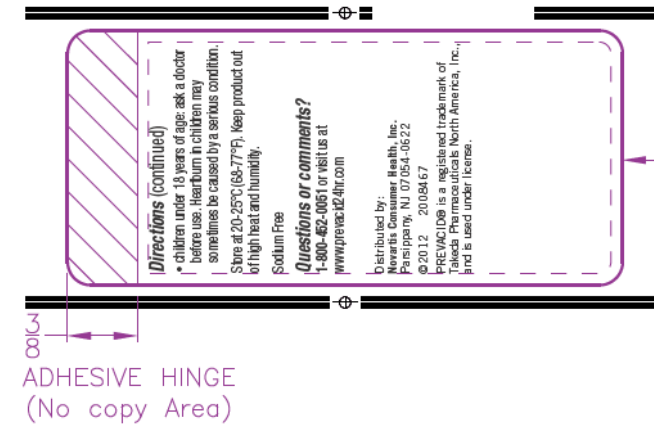 Directions (continued)
• children under 18 years of age: ask a doctor
before use. Heartburn in children may
sometimes be caused by a serious condition.
Store at 20-25°C (68-77°F). Keep product out
of high heat and humidity.
Sodium Free
Questions or comments?
1-800-452-0051 or visit us at
www.prevacid24hr.com
Distributed by:
Novartis Consumer Health, Inc.
Parsippany, NJ 07054-0622
©2012 2008467
PREVACID® is a registered trademark of
Takeda Pharmaceuticals North America, Inc.,
and is used under license.
3
8
ADHESIVE HINGE
(No copy Area)